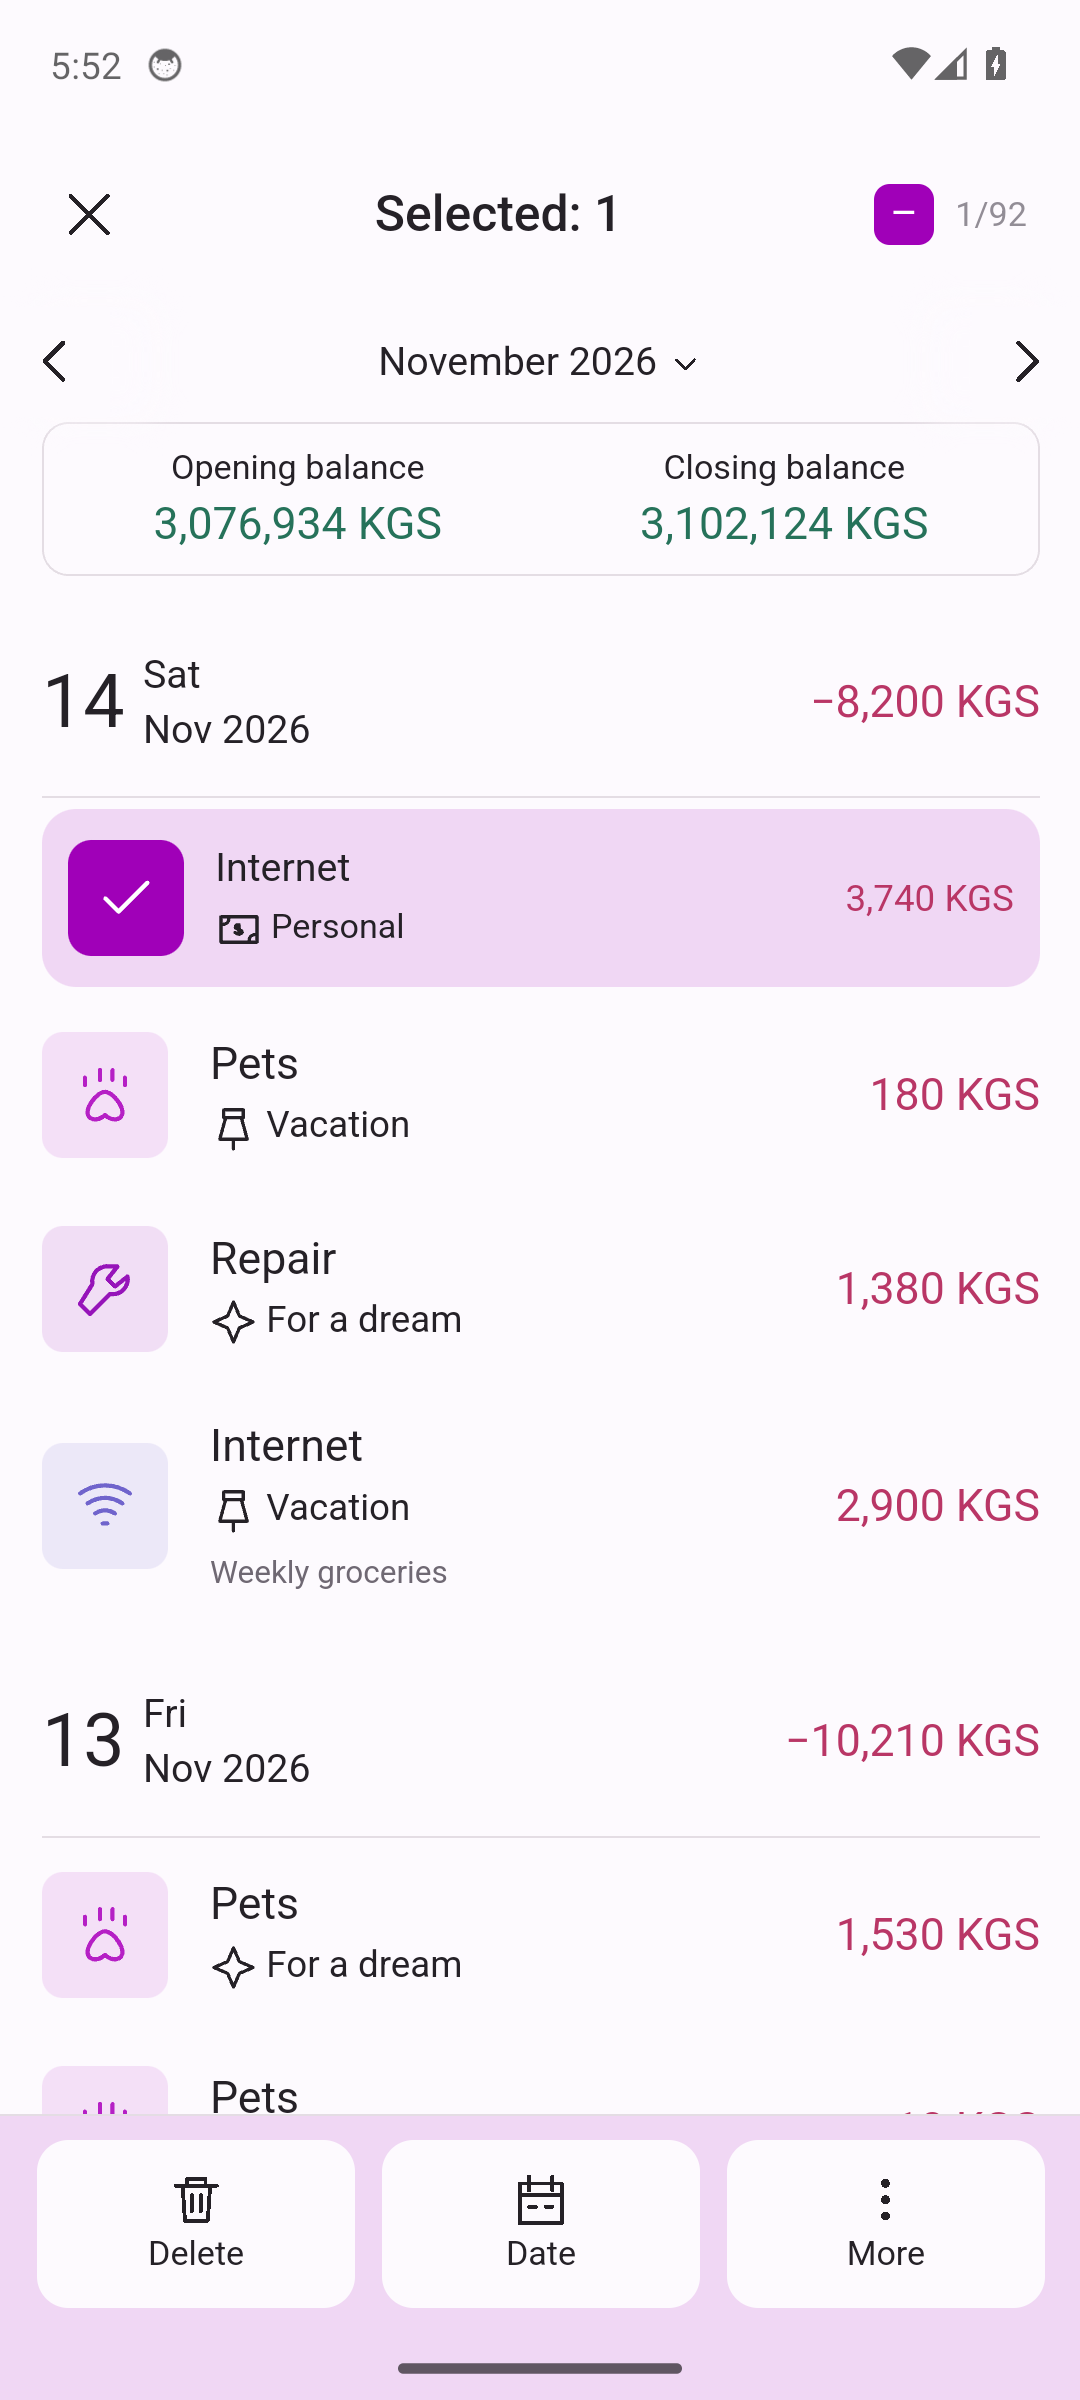 5:52
Selected: 1
1/92
November 2026
Opening balance
Closing balance
3,076,934 KGS
3,102,124 KGS
14
Sat
Nov 2026
−8,200 KGS
Internet
Personal
3,740 KGS
Pets
Vacation
180 KGS
Repair
For a dream
1,380 KGS
Internet
Vacation
Weekly groceries
2,900 KGS
13
Fri
Nov 2026
−10,210 KGS
Pets
For a dream
1,530 KGS
Pets
Delete
Date
More